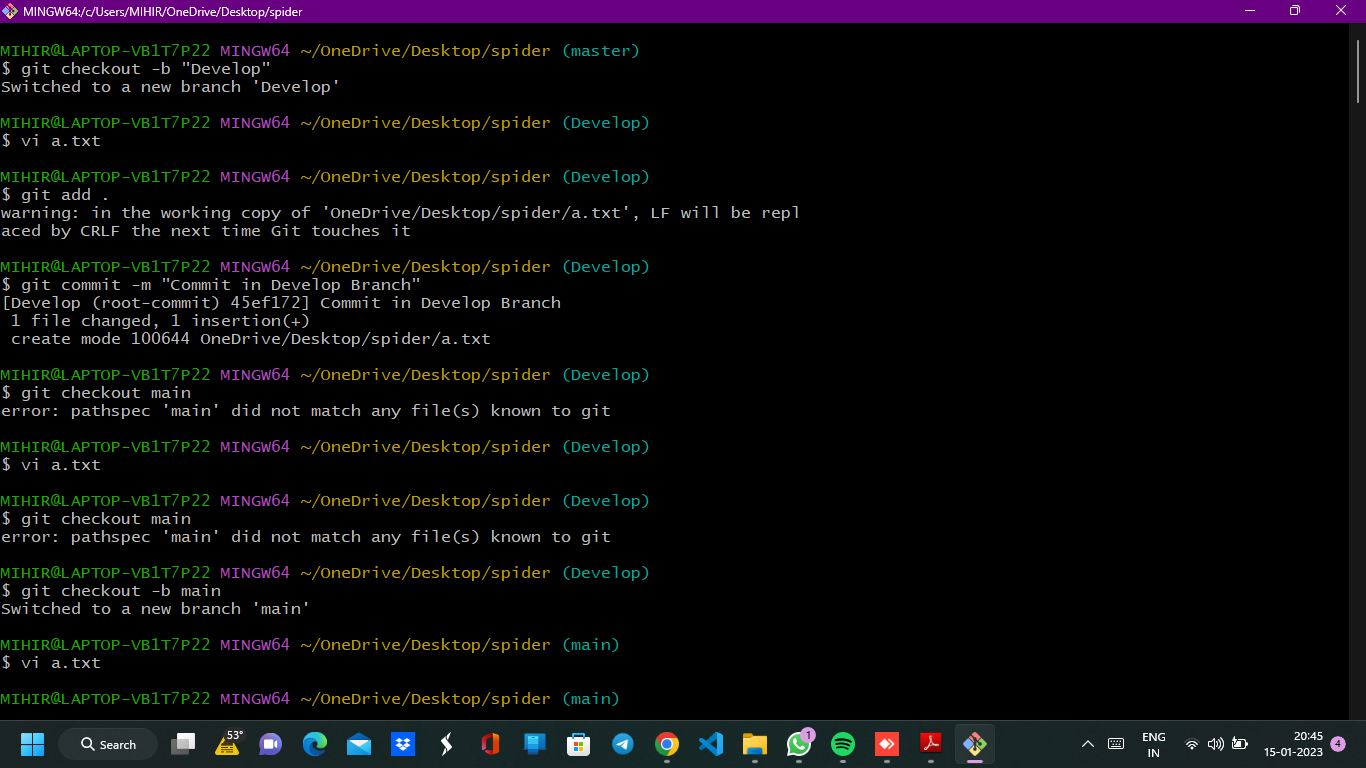 MINGW64:/c/Users/MIHIR/OneDrive/Desktop/spider
MIHIR@LAPTOP-VB1T7P22 MINGW64 ~/OneDrive/Desktop/spider (master)
$ git checkout -b "Develop"
Switched to a new branch 'Develop'
MIHIR@LAPTOP-VB1T7P22 MINGW64 ~/OneDrive/Desktop/spider (Develop)
$ vi a.txt
MIHIR@LAPTOP-VB1T7P22 MINGW64 ~/OneDrive/Desktop/spider (Develop)
$ git add .
warning: in the working copy of 'OneDrive/Desktop/spider/a.txt', LF will be repl
aced by CRLF the next time Git touches it
MIHIR@LAPTOP-VB1T7P22 MINGW64 ~/OneDrive/Desktop/spider (Develop)
$ git commit -m "Commit in Develop Branch"
[Develop (root-commit) 45ef172] Commit in Develop Branch
 1 file changed, 1 insertion(+)
 create mode 100644 OneDrive/Desktop/spider/a.txt
MIHIR@LAPTOP-VB1T7P22 MINGW64 ~/OneDrive/Desktop/spider (Develop)
$ git checkout main
error: pathspec 'main' did not match any file(s) known to git
MIHIR@LAPTOP-VB1T7P22 MINGW64 ~/OneDrive/Desktop/spider (Develop)
$ vi a.txt
MIHIR@LAPTOP-VB1T7P22 MINGW64 ~/OneDrive/Desktop/spider (Develop)
$ git checkout main
error: pathspec 'main' did not match any file(s) known to git
MIHIR@LAPTOP-VB1T7P22 MINGW64 ~/OneDrive/Desktop/spider (Develop)
$ git checkout -b main
Switched to a new branch 'main'
MIHIR@LAPTOP-VB1T7P22 MINGW64 ~/OneDrive/Desktop/spider (main)
$ vi a.txt
MIHIR@LAPTOP-VB1T7P22 MINGW64 ~/OneDrive/Desktop/spider (main)
Search
53°
1
ENG
IN
20:45
15-01-2023
4